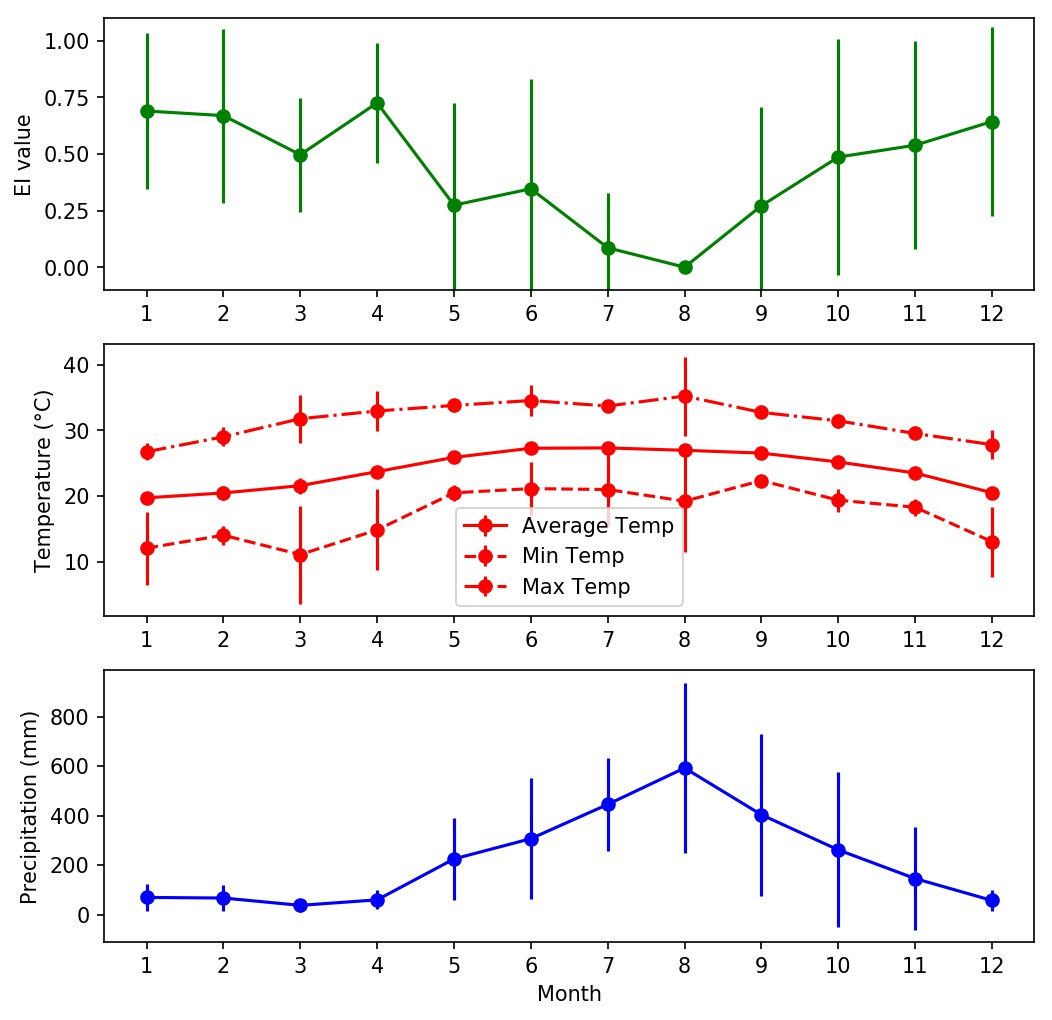 EI value
1.00
0.75
0.50
0.25
0.00
1 2 3 4 5 6 7 8 9 10 11 12
Temperature (°C)
40
30
20
10
Average Temp
Min Temp
Max Temp
1 2 3 4 5 6 7 8 9 10 11 12
Precipitation (mm)
800
600
400
200
0
1 2 3 4 5 6 7 8 9 10 11 12
Month